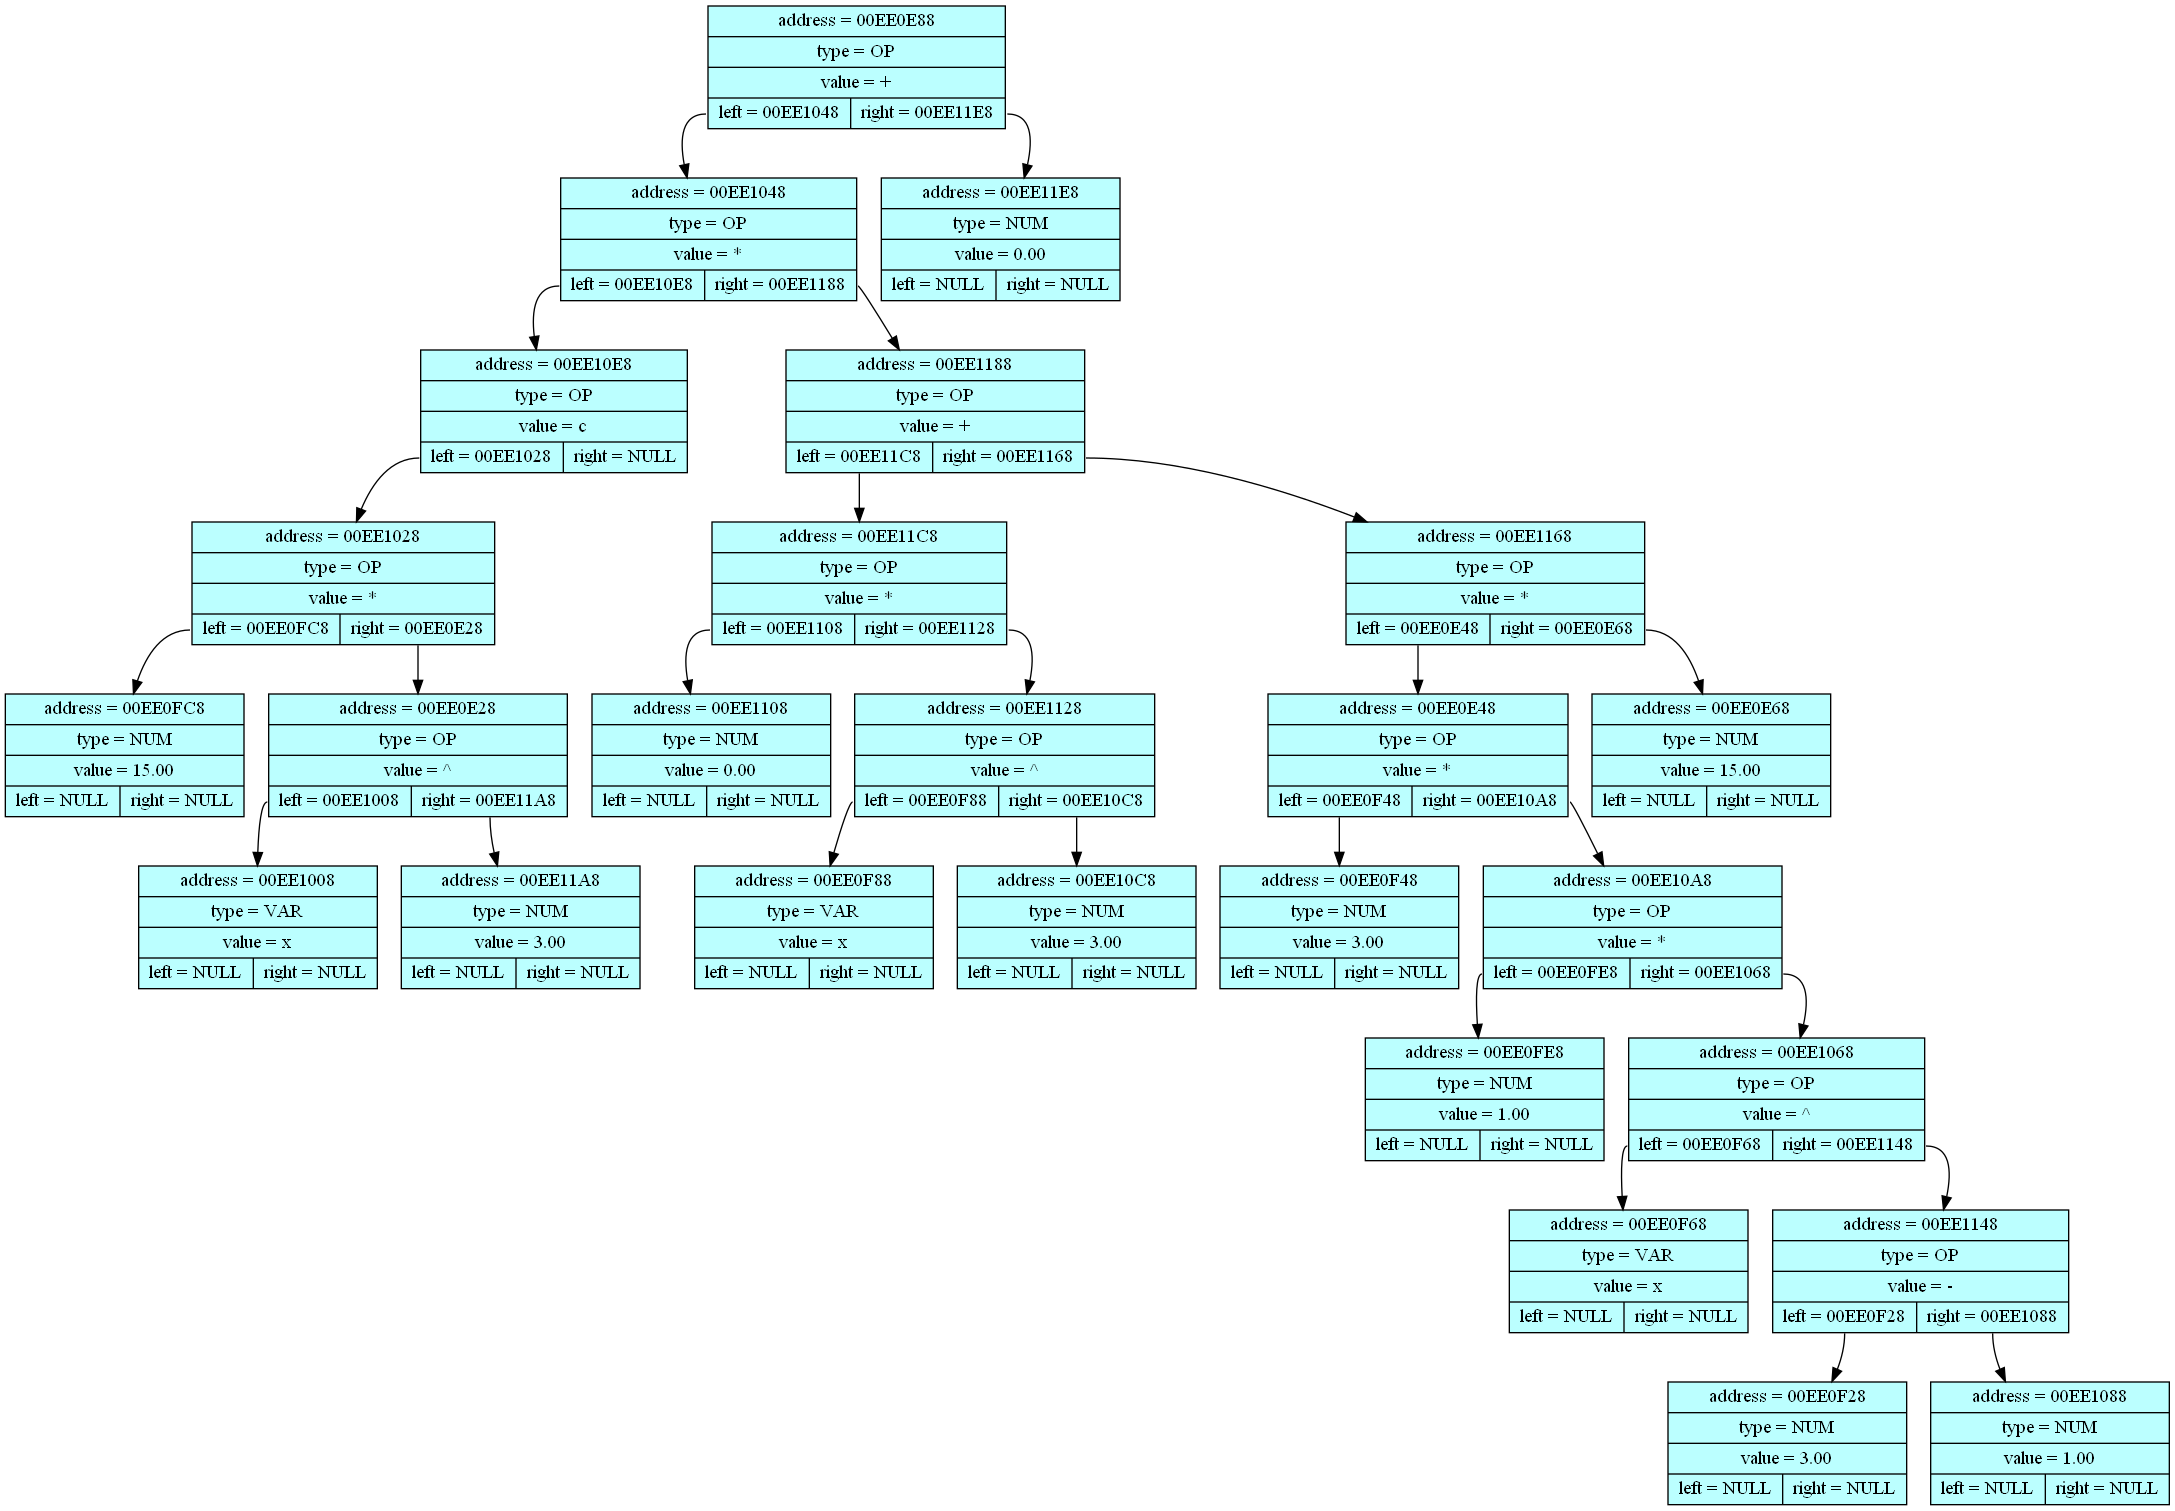 address = 00EE0E88
type = OP
value = +
left = 00EE1048 right = 00EE11E8
address = 00EE1048
type = OP
value = *
left = 00EE10E8 right = 00EE1188
address = 00EE11E8
type = NUM
value = 0.00
left = NULL right = NULL
address = 00EE10E8
type = OP
value = c
left = 00EE1028 right = NULL
address = 00EE1188
type = OP
value = +
left = 00EE11C8 right = 00EE1168
address = 00EE1028
type = OP
value = *
left = 00EE0FC8 right = 00EE0E28
address = 00EE11C8
type = OP
value = *
left = 00EE1108 right = 00EE1128
address = 00EE1168
type = OP
value = *
left = 00EE0E48 right = 00EE0E68
address = 00EE0FC8
type = NUM
value = 15.00
left = NULL right = NULL
address = 00EE0E28
type = OP
value = ^
left = 00EE1008 right = 00EE11A8
address = 00EE1108
type = NUM
value = 0.00
left = NULL right = NULL
address = 00EE1128
type = OP
value = ^
left = 00EE0F88 right = 00EE10C8
address = 00EE0E48
type = OP
value = *
left = 00EE0F48 right = 00EE10A8
address = 00EE0E68
type = NUM
value = 15.00
left = NULL right = NULL
address = 00EE1008
type = VAR
value = x
left = NULL right = NULL
address = 00EE11A8
type = NUM
value = 3.00
left = NULL right = NULL
address = 00EE0F88
type = VAR
value = x
left = NULL right = NULL
address = 00EE10C8
type = NUM
value = 3.00
left = NULL right = NULL
address = 00EE0F48
type = NUM
value = 3.00
left = NULL right = NULL
address = 00EE10A8
type = OP
value = *
left = 00EE0FE8 right = 00EE1068
address = 00EE0FE8
type = NUM
value = 1.00
left = NULL right = NULL
address = 00EE1068
type = OP
value = ^
left = 00EE0F68 right = 00EE1148
address = 00EE0F68
type = VAR
value = x
left = NULL right = NULL
address = 00EE1148
type = OP
value = -
left = 00EE0F28 right = 00EE1088
address = 00EE0F28
type = NUM
value = 3.00
left = NULL right = NULL
address = 00EE1088
type = NUM
value = 1.00
left = NULL right = NULL